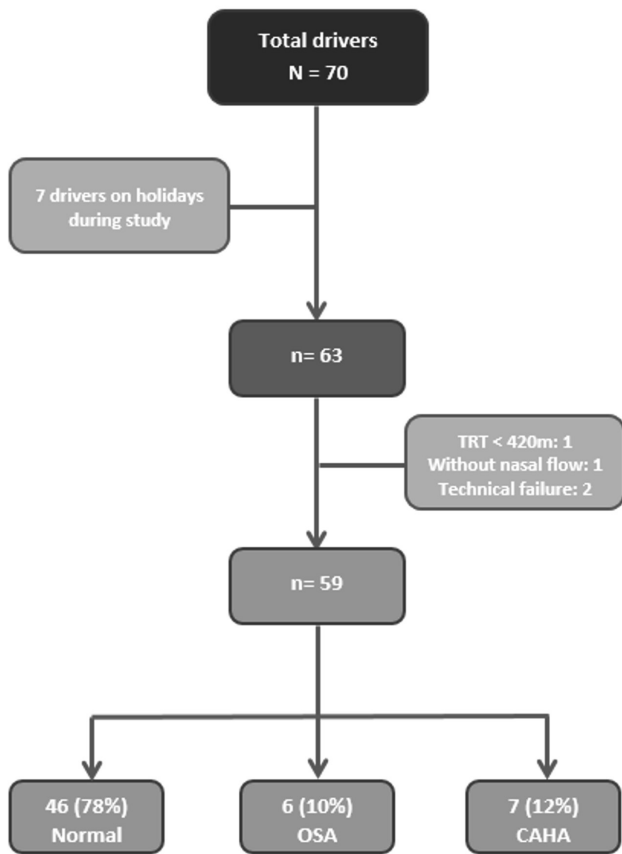 Total drivers
N = 70
7 drivers on holidays
during study
n= 63
TRT < 420m: 1
Without nasal flow: 1
Technical failure: 2
n= 59
46 (78%)
Normal
6 (10%)
OSA
7 (12%)
CAHA